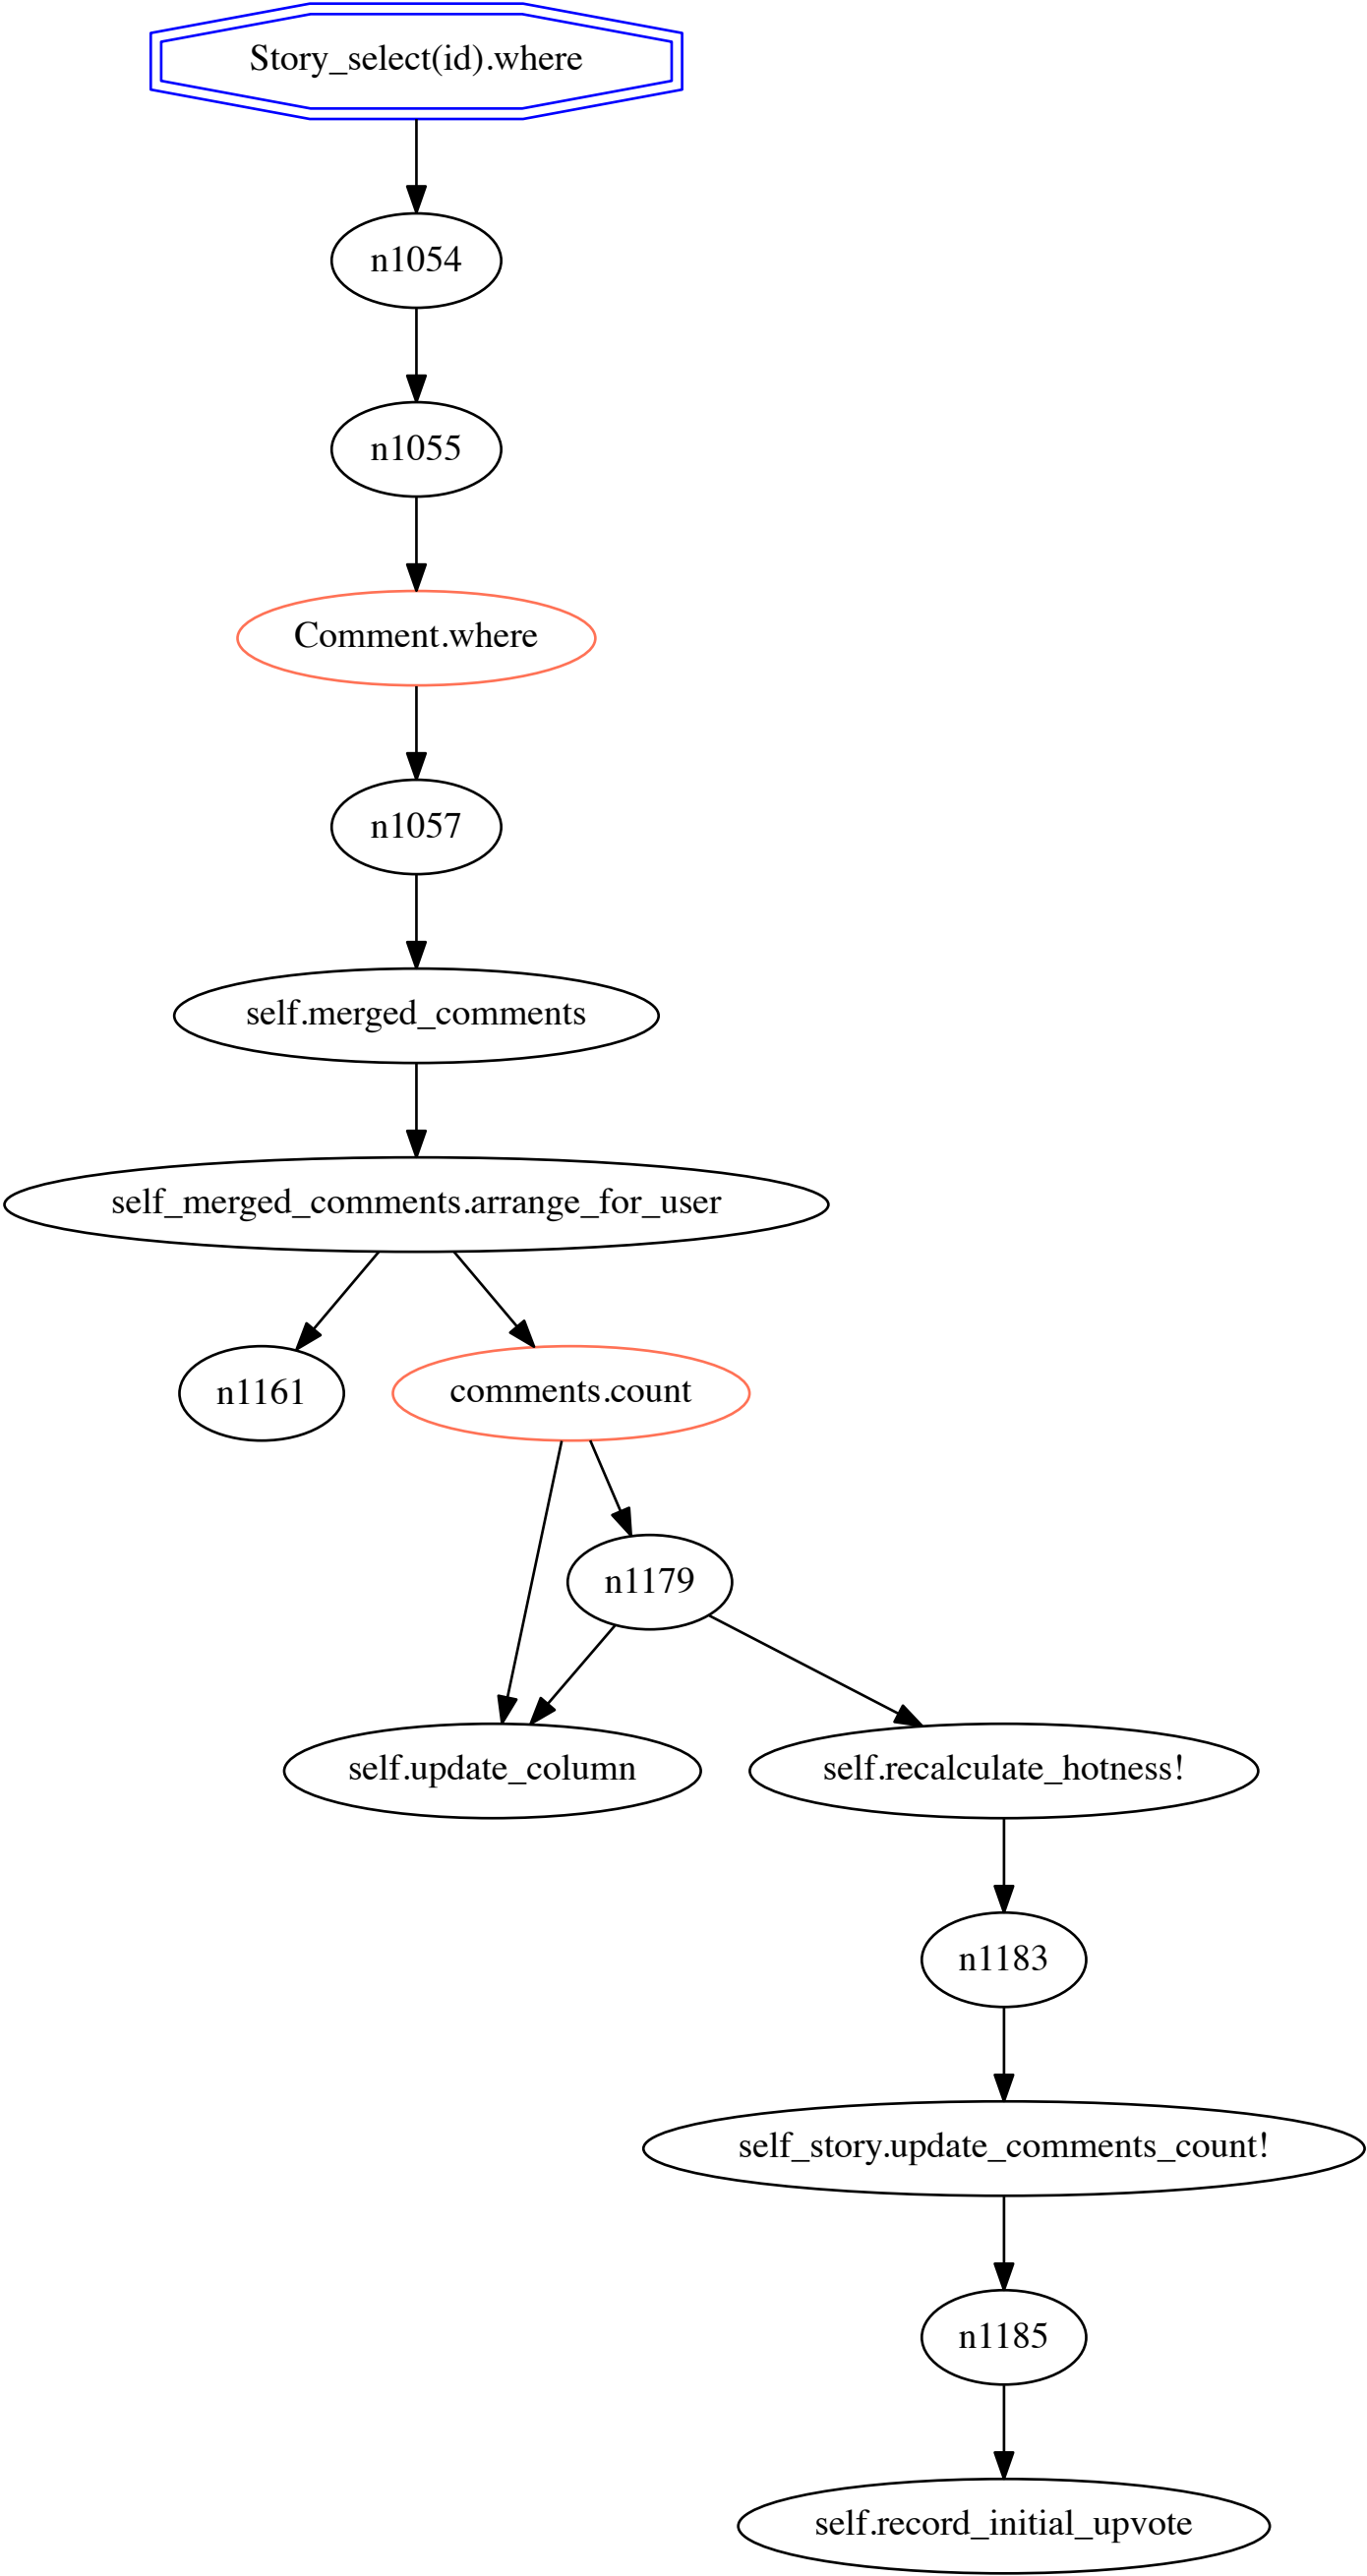 Story_select(id).where
n1054
n1055
Comment.where
n1057
self.merged_comments
self_merged_comments.arrange_for_user
n1161
comments.count
n1179
self.update_column
self.recalculate_hotness!
n1183
self_story.update_comments_count!
n1185
self.record_initial_upvote